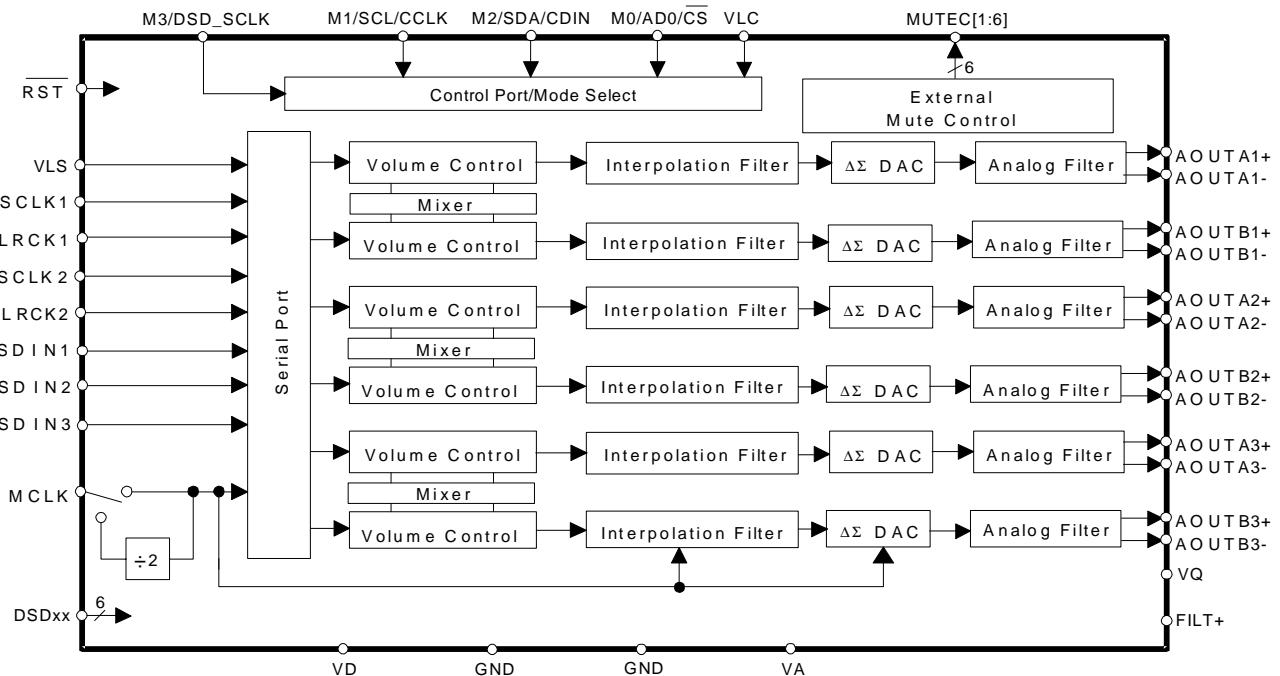 M3/DSD_SCLK M1/SCL/CCLK M2/SDA/CDIN M0/AD0/CS VLC MUTEC[1:6]
6
RST
Control Port/Mode Select
External
Mute Control
VLS
SCLK1
LRCK1
SCLK2
LRCK2
SDIN1
SDIN2
SDIN3
MCLK
÷2
DSDxx
6
Serial Port
Volume Control Interpolation Filter ΔΣ DAC Analog Filter AOUTA1+
AOUTA1-
Mixer
Volume Control Interpolation Filter ΔΣ DAC Analog Filter AOUTB1+
AOUTB1-
Volume Control Interpolation Filter ΔΣ DAC Analog Filter AOUTA2+
AOUTA2-
Mixer
Volume Control Interpolation Filter ΔΣ DAC Analog Filter AOUTB2+
AOUTB2-
Volume Control Interpolation Filter ΔΣ DAC Analog Filter AOUTA3+
AOUTA3-
Mixer
Volume Control Interpolation Filter ΔΣ DAC Analog Filter AOUTB3+
AOUTB3-
VQ
FILT+
VD GND GND VA